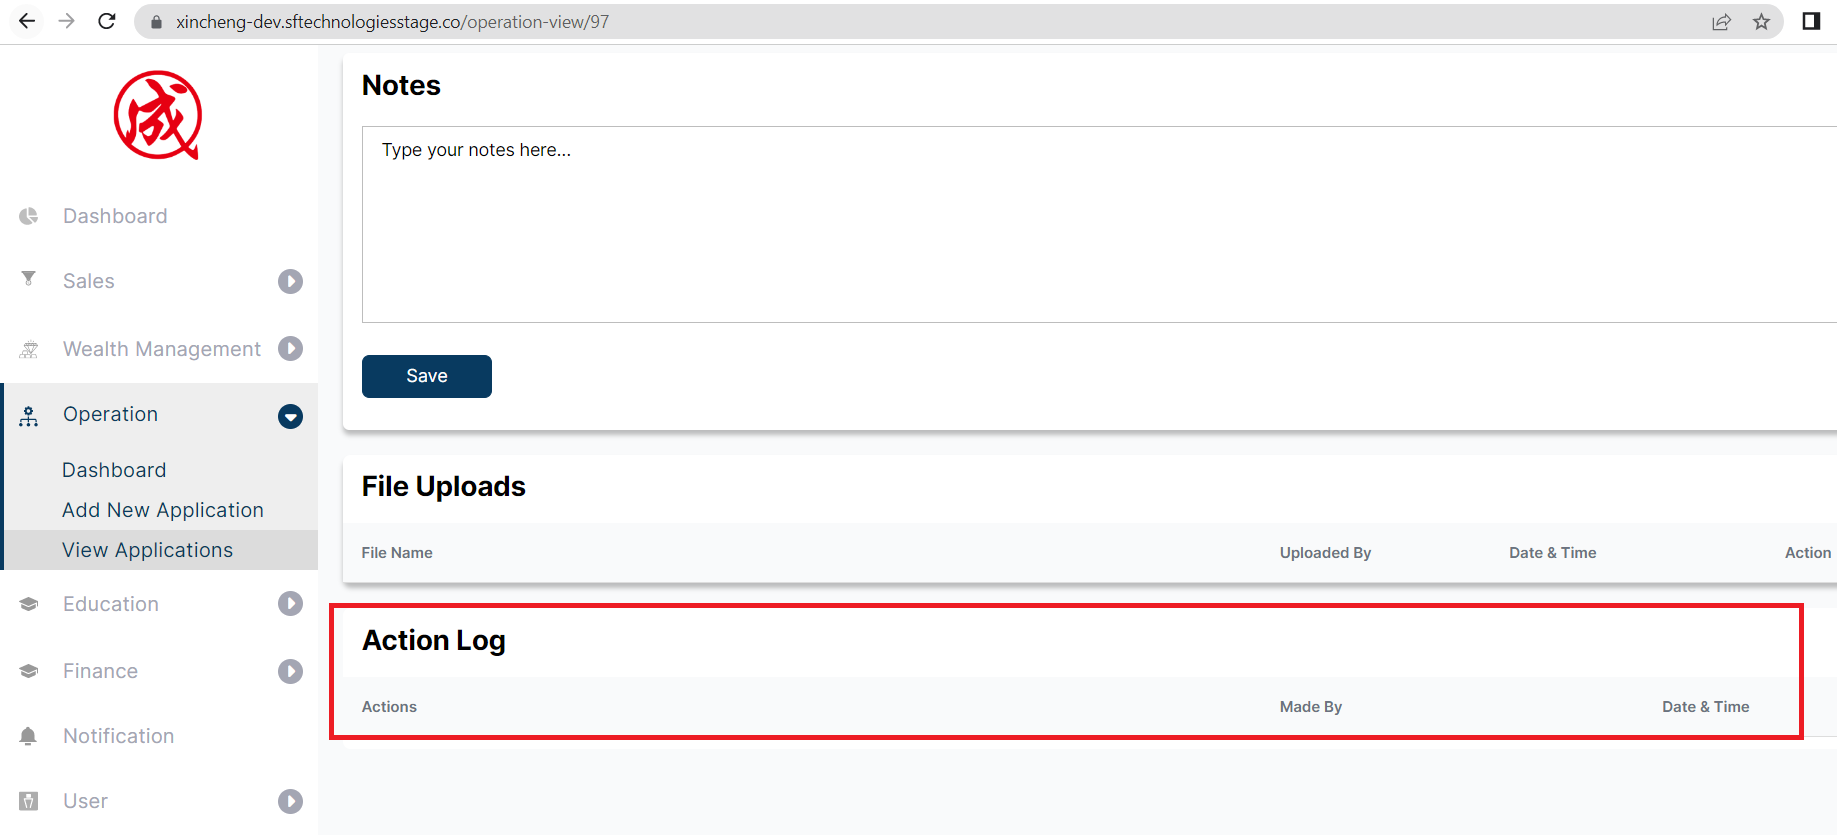 xincheng-dev.sftechnologiesstage.co/operation-view/97
成
Dashboard
Sales
Wealth Management
Operation
Dashboard
Add New Application
View Applications
Education
Finance
Notification
User
Notes
Type your notes here...
Save
File Uploads
File Name Uploaded By Date & Time Action
Action Log
Actions Made By Date & Time